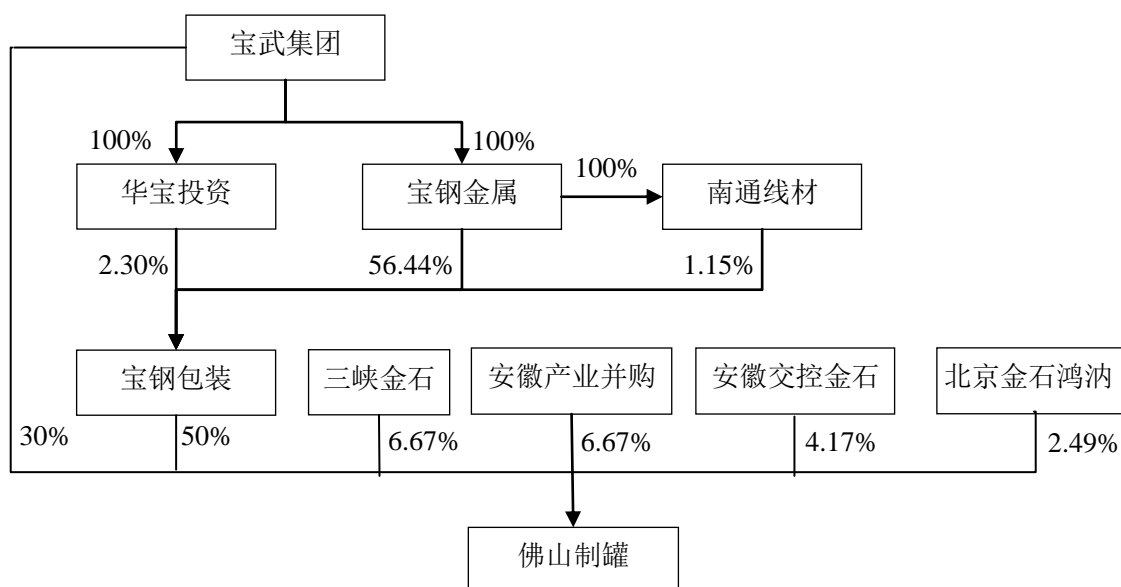 宝武集团
100%
100%
100%
华宝投资
宝钢金属
南通线材
2.30%
56.44%
1.15%
宝钢包装
三峡金石
安徽产业并购
安徽交控金石
北京金石鸿汭
30%
50%
6.67%
6.67%
4.17%
2.49%
佛山制罐